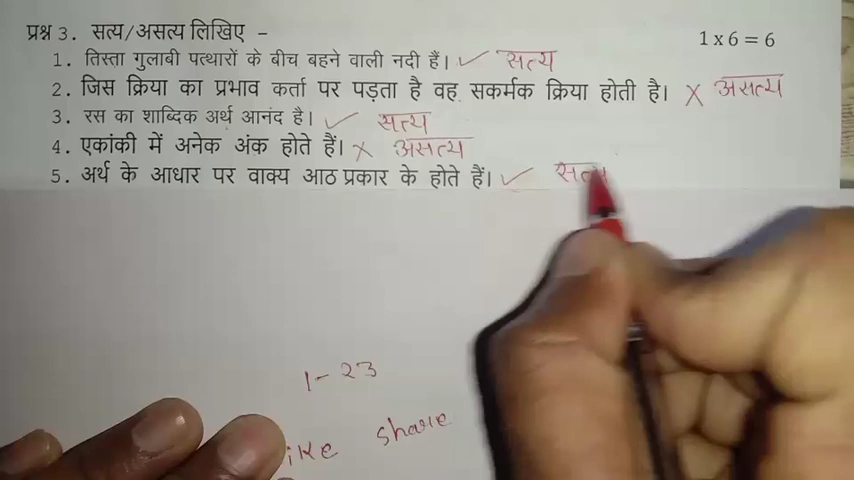 प्रश्न 3. सत्य/असत्य लिखिए - 1 x 6 = 6
1. तिस्ता गुलाबी पत्थारों के बीच बहने वाली नदी हैं। ✓ सत्य
2. जिस क्रिया का प्रभाव कर्ता पर पड़ता है वह सकर्मक क्रिया होती है। X असत्य
3. रस का शाब्दिक अर्थ आनंद है। ✓ सत्य
4. एकांकी में अनेक अंक होते हैं। X असत्य
5. अर्थ के आधार पर वाक्य आठ प्रकार के होते हैं। ✓ सत्य
1-23
share